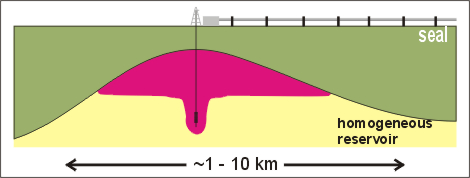 seal
homogeneous
reservoir
~1 - 10 km